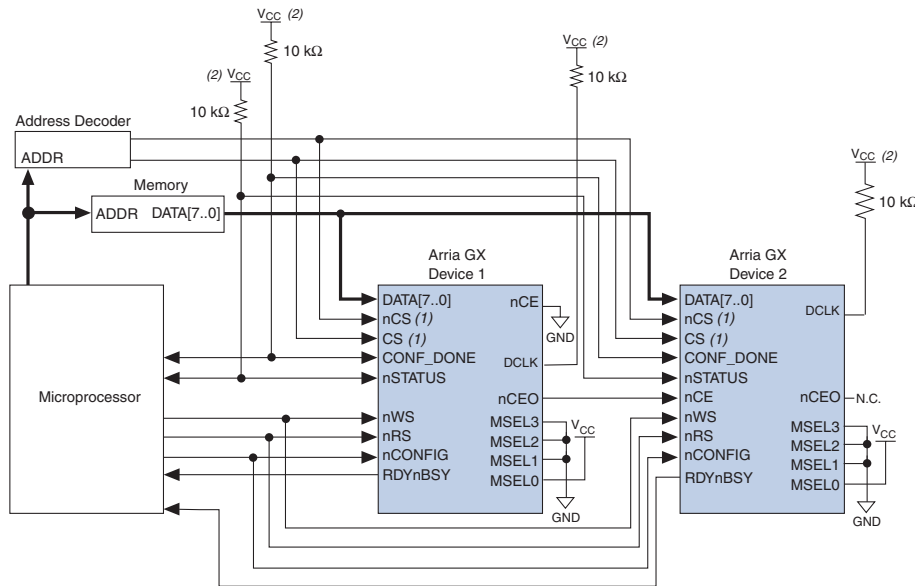 VCC (2)
10 kΩ
VCC (2)
10 kΩ
(2) VCC
10 kΩ
Address Decoder
ADDR
VCC (2)
10 kΩ
Memory
ADDR DATA[7..0]
Microprocessor
Arria GX
Device 1
DATA[7..0]
nCS (1)
CS (1)
CONF_DONE
nSTATUS
nWS
nRS
nCONFIG
RDYnBSY
nCE
GND
DCLK
nCEO
MSEL3
MSEL2
MSEL1
MSEL0
VCC
GND
Arria GX
Device 2
DATA[7..0]
nCS (1)
CS (1)
CONF_DONE
nSTATUS
nCE
nWS
nRS
nCONFIG
RDYnBSY
DCLK
nCEO
N.C.
MSEL3
MSEL2
MSEL1
MSEL0
VCC
GND